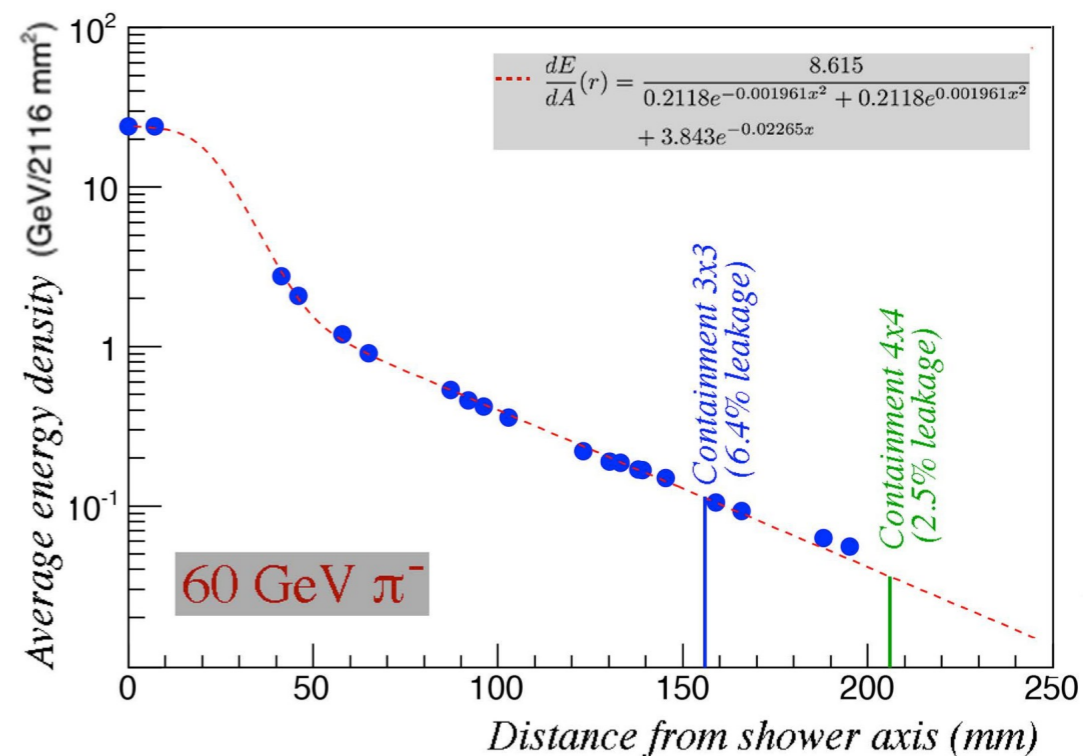 10²
10
1
10⁻¹
Average energy density (GeV/2116 mm²)
dE/dA (r) = 8.615 / (0.2118e^{-0.001961x²} + 0.2118e^{0.001961x²})
+ 3.843e^{-0.02265x}
Containment 3x3
(6.4% leakage)
Containment 4x4
(2.5% leakage)
60 GeV π⁻
0 50 100 150 200 250
Distance from shower axis (mm)